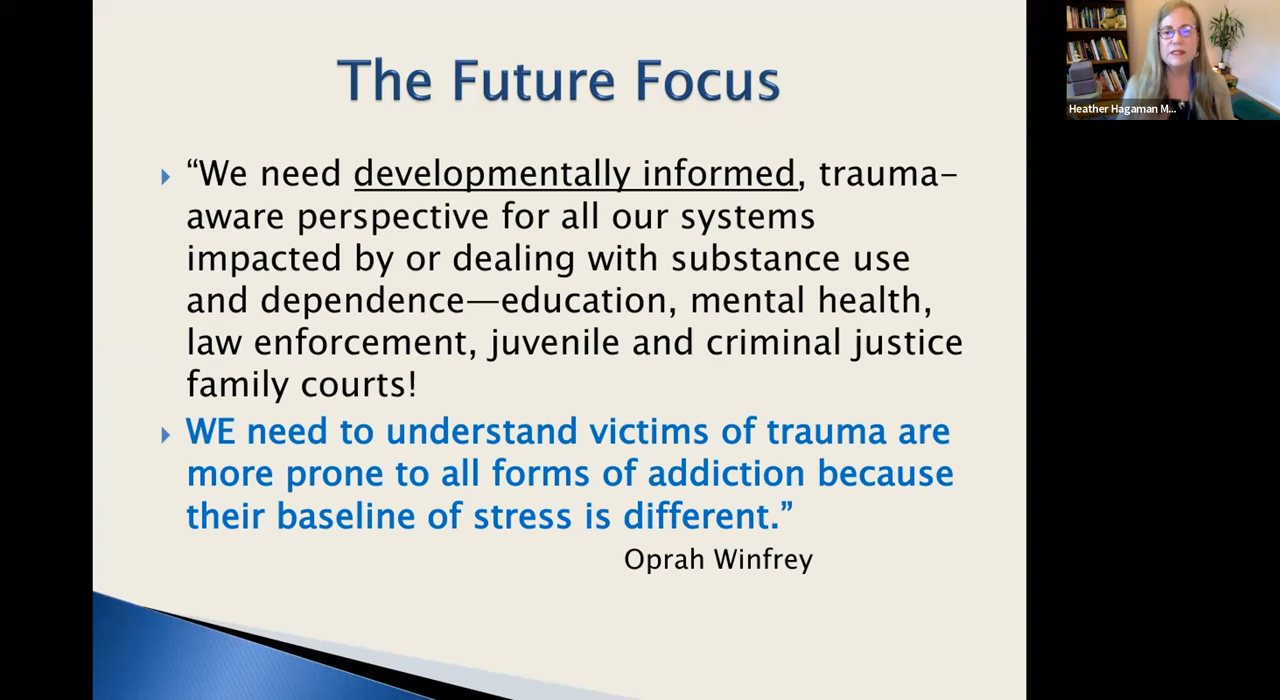 The Future Focus
“We need developmentally informed, trauma-
aware perspective for all our systems
impacted by or dealing with substance use
and dependence—education, mental health,
law enforcement, juvenile and criminal justice
family courts!
WE need to understand victims of trauma are
more prone to all forms of addiction because
their baseline of stress is different.”
Oprah Winfrey
Heather Hagaman M...